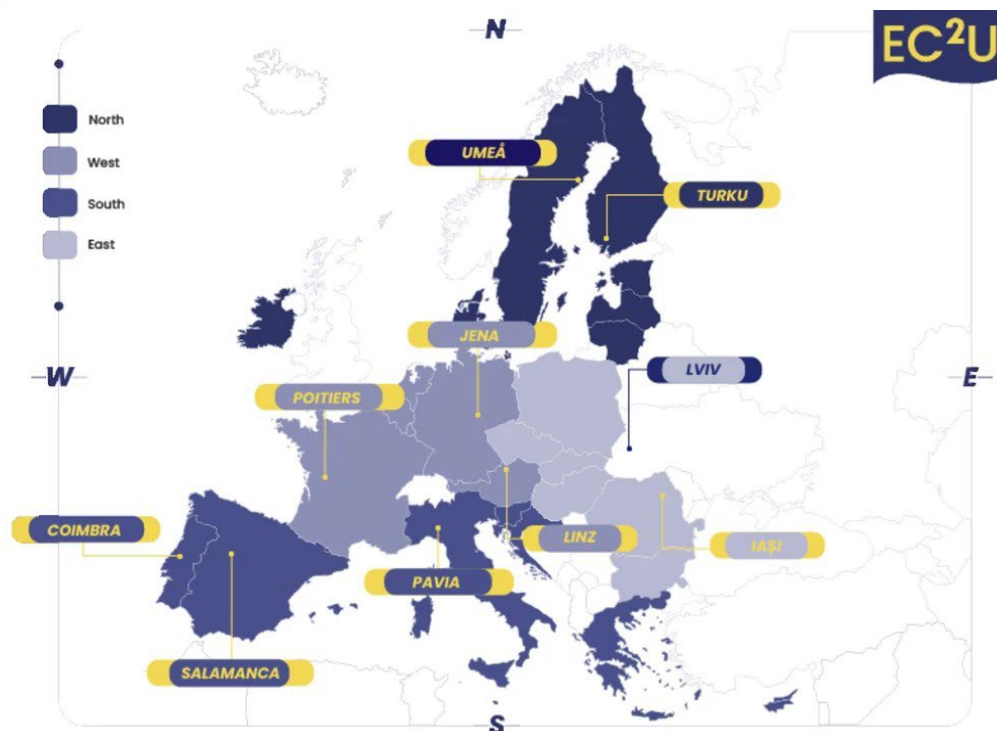 N
EC²U
North
West
South
East
UMEÅ
TURKU
JENA
W
LVIV
E
POITIERS
COIMBRA
LINZ
IAȘI
PAVIA
SALAMANCA
S